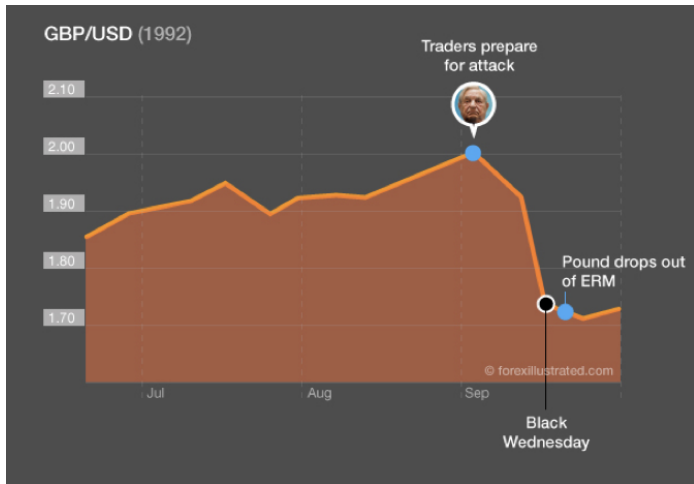 GBP/USD (1992)
Traders prepare
for attack
2.10
2.00
1.90
1.80
1.70
Pound drops out
of ERM
© forexillustrated.com
Jul
Aug
Sep
Black
Wednesday